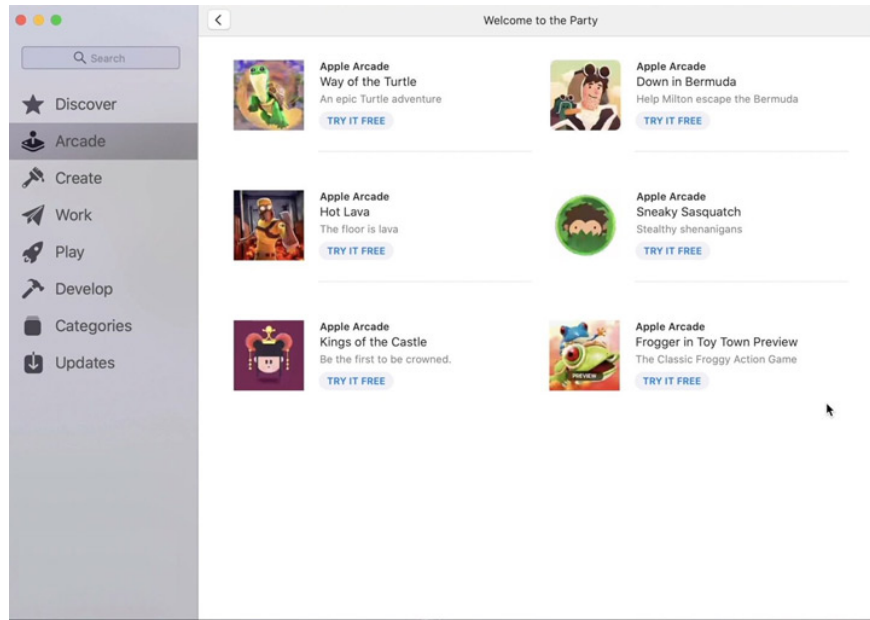 Welcome to the Party
Search
Discover
Arcade
Create
Work
Play
Develop
Categories
Updates
Apple Arcade
Way of the Turtle
An epic Turtle adventure
TRY IT FREE
Apple Arcade
Down in Bermuda
Help Milton escape the Bermuda
TRY IT FREE
Apple Arcade
Hot Lava
The floor is lava
TRY IT FREE
Apple Arcade
Sneaky Sasquatch
Stealthy shenanigans
TRY IT FREE
Apple Arcade
Kings of the Castle
Be the first to be crowned.
TRY IT FREE
PREVIEW
Apple Arcade
Frogger in Toy Town Preview
The Classic Froggy Action Game
TRY IT FREE